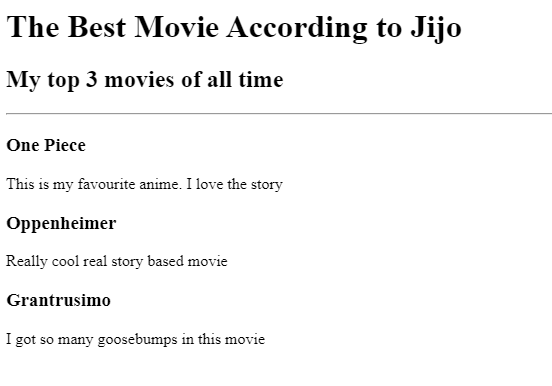 The Best Movie According to Jijo
My top 3 movies of all time
One Piece
This is my favourite anime. I love the story
Oppenheimer
Really cool real story based movie
Grantrusimo
I got so many goosebumps in this movie